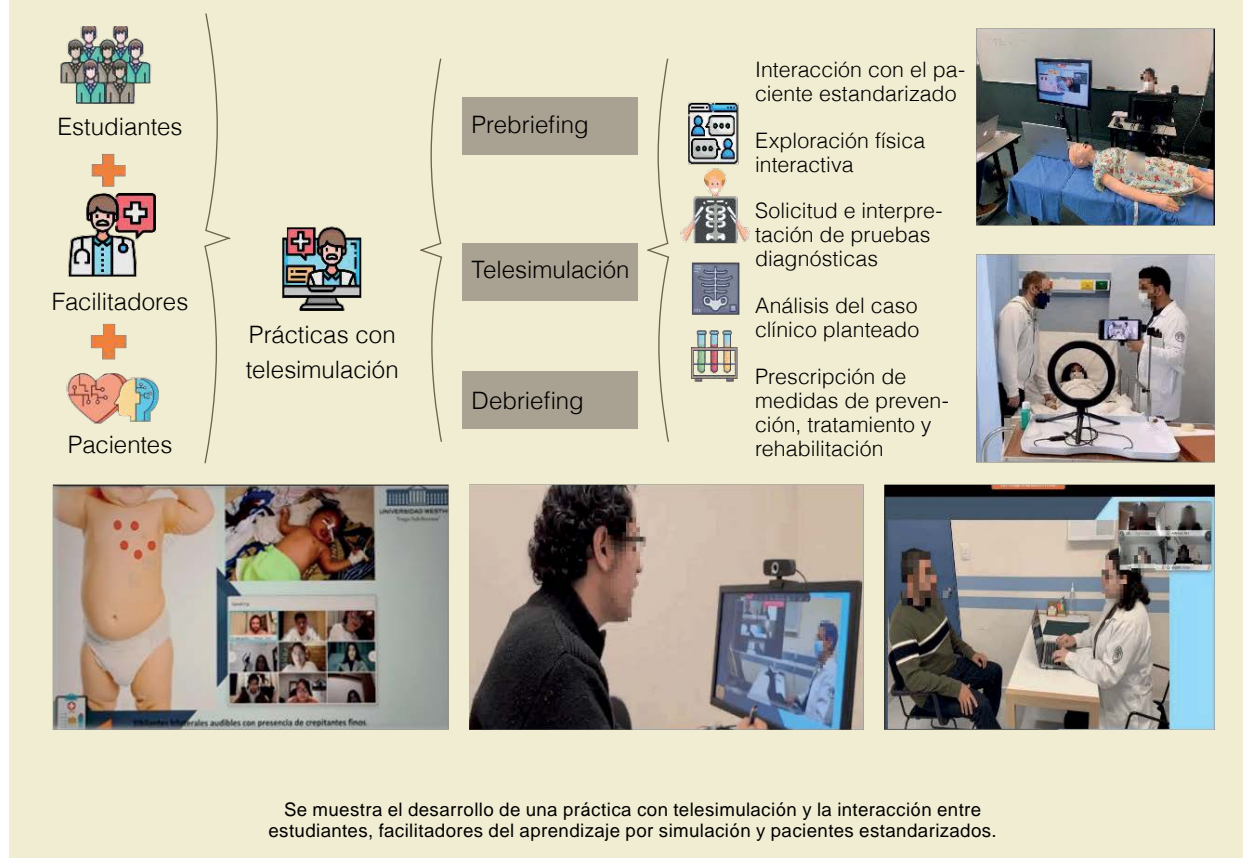 Estudiantes
Facilitadores
Pacientes
Prácticas con
telesimulación
Prebriefing
Telesimulación
Debriefing
Interacción con el pa-
ciente estandarizado
Exploración física
interactiva
Solicitud e interpre-
tación de pruebas
diagnósticas
Análisis del caso
clínico planteado
Prescripción de
medidas de preven-
ción, tratamiento y
rehabilitación
UNIVERSIDAD WESTH
bilaterales audibles con presencia de crepitantes finos.
Se muestra el desarrollo de una práctica con telesimulación y la interacción entre
estudiantes, facilitadores del aprendizaje por simulación y pacientes estandarizados.